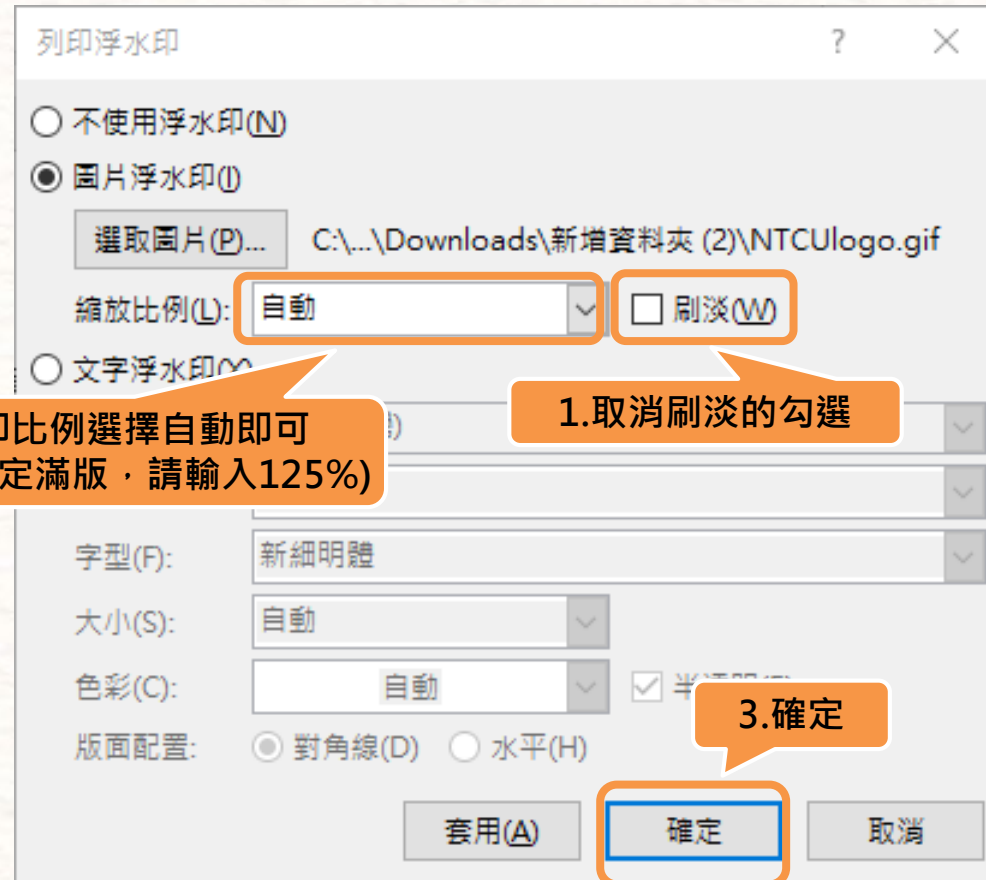 列印浮水印 ?
不使用浮水印(N)
圖片浮水印(I)
選取圖片(P)... C:\...\Downloads\新增資料夾 (2)\NTCUlogo.gif
縮放比例(L): 自動 刷淡(W)
文字浮水印(X)
印比例選擇自動即可
定滿版，請輸入125%)
1.取消刷淡的勾選
字型(F): 新細明體
大小(S): 自動
色彩(C): 自動
3.確定
版面配置: 對角線(D) 水平(H)
套用(A) 確定 取消